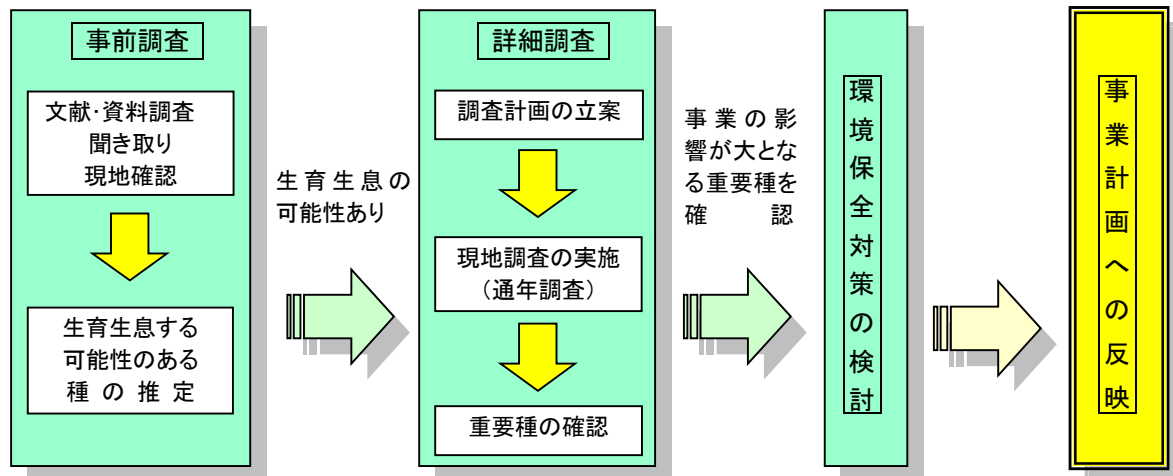 事前調査
文献・資料調査
聞き取り
現地確認
生育生息する
可能性のある
種の推定
生育生息の
可能性あり
詳細調査
調査計画の立案
現地調査の実施
(通年調査)
重要種の確認
事業の影
響が大とな
る重要種を
確認
環境保全対策の検討
事業計画への反映